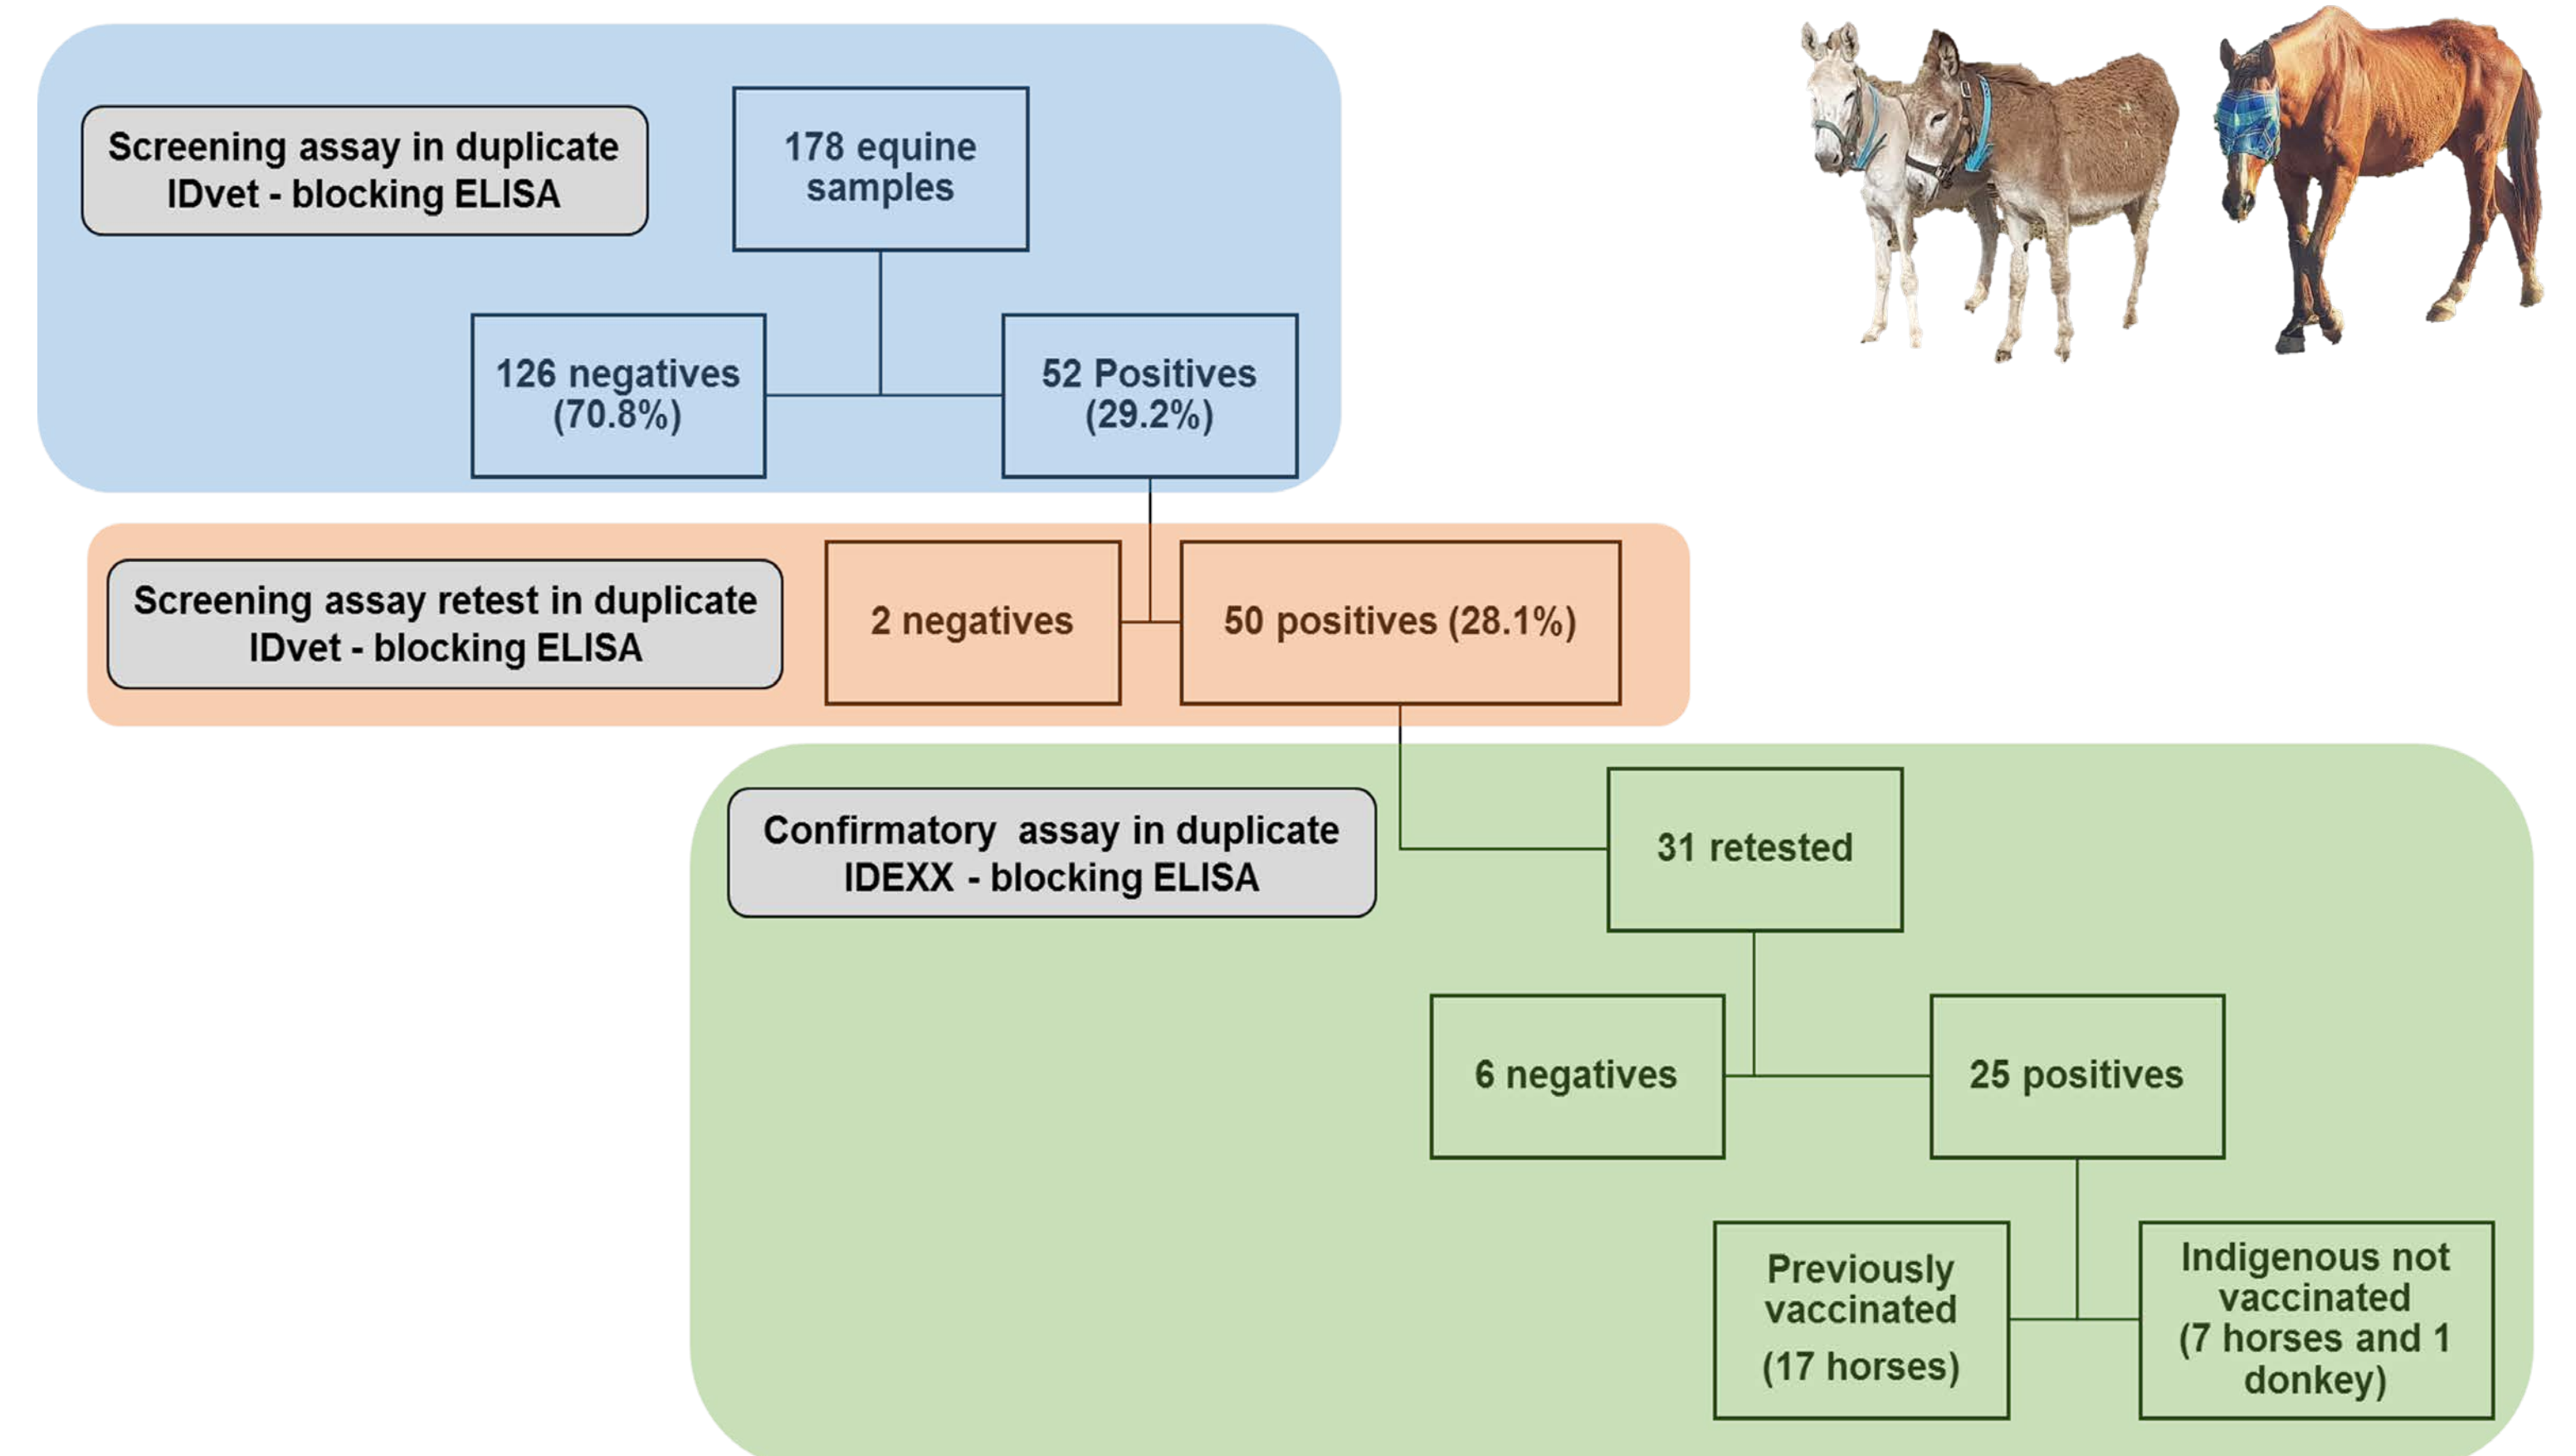 Screening assay in duplicate
IDvet - blocking ELISA
178 equine
samples
126 negatives
(70.8%)
52 Positives
(29.2%)
Screening assay retest in duplicate
IDvet - blocking ELISA
2 negatives
50 positives (28.1%)
Confirmatory assay in duplicate
IDEXX - blocking ELISA
31 retested
6 negatives
25 positives
Previously
vaccinated
(17 horses)
Indigenous not
vaccinated
(7 horses and 1
donkey)